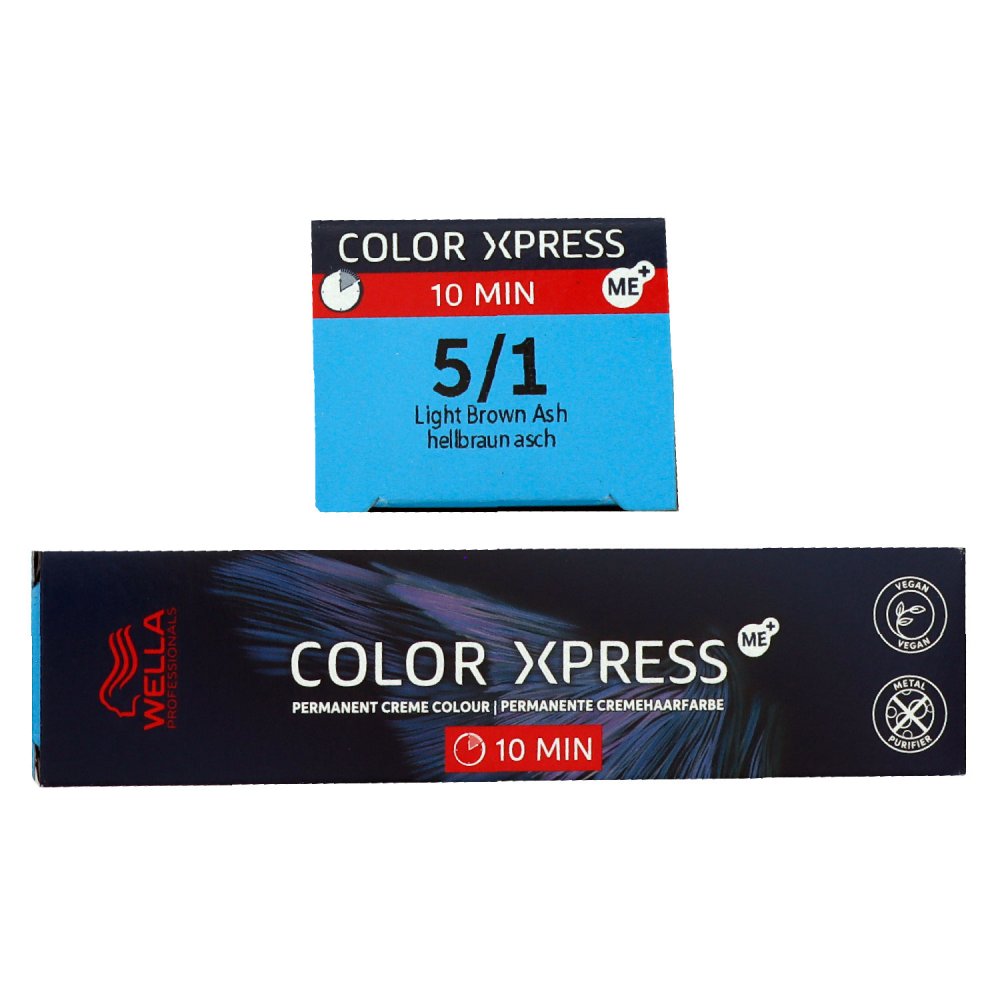 COLOR XPRESS
10 MIN
ME+
5/1
Light Brown Ash
hellbraun asch
WELLA
PROFESSIONALS
COLOR XPRESS ME+
PERMANENT CREME COLOUR | PERMANENTE CREMEHAARFARBE
10 MIN
VEGAN
VEGAN
METAL
PURIFIER